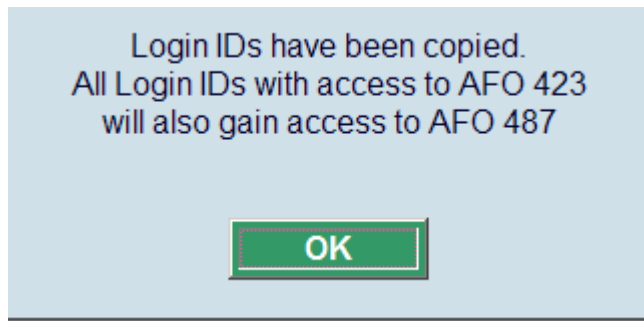 Login IDs have been copied.
All Login IDs with access to AFO 423
will also gain access to AFO 487
OK